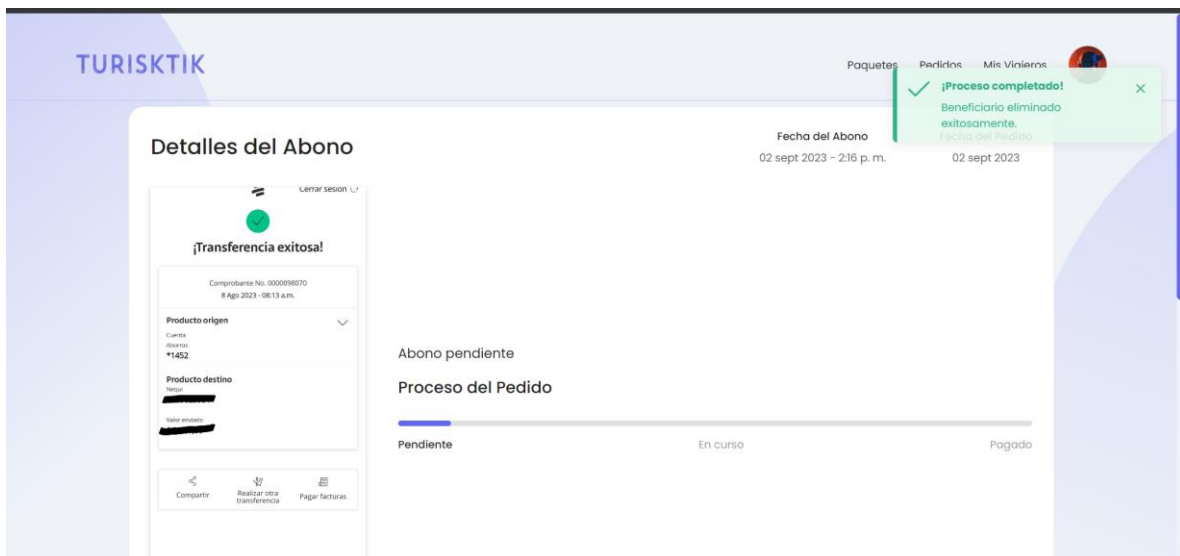 TURISKTIK
Paquetes Pedidos Mis Viajeros
¡Proceso completado!
Beneficiario eliminado
exitosamente.
Detalles del Abono
Fecha del Abono
Fecha del Pedido
02 sept 2023 - 2:16 p. m.
02 sept 2023
Cerrar sesión
¡Transferencia exitosa!
Comprobante No. 0000098070
8 Ago 2023 - 08:13 a.m.
Producto origen
Cuenta
Ahorros
*1452
Producto destino
Nequi
Valor enviado
Compartir
Realizar otra
transferencia
Pagar facturas
Abono pendiente
Proceso del Pedido
Pendiente
En curso
Pagado